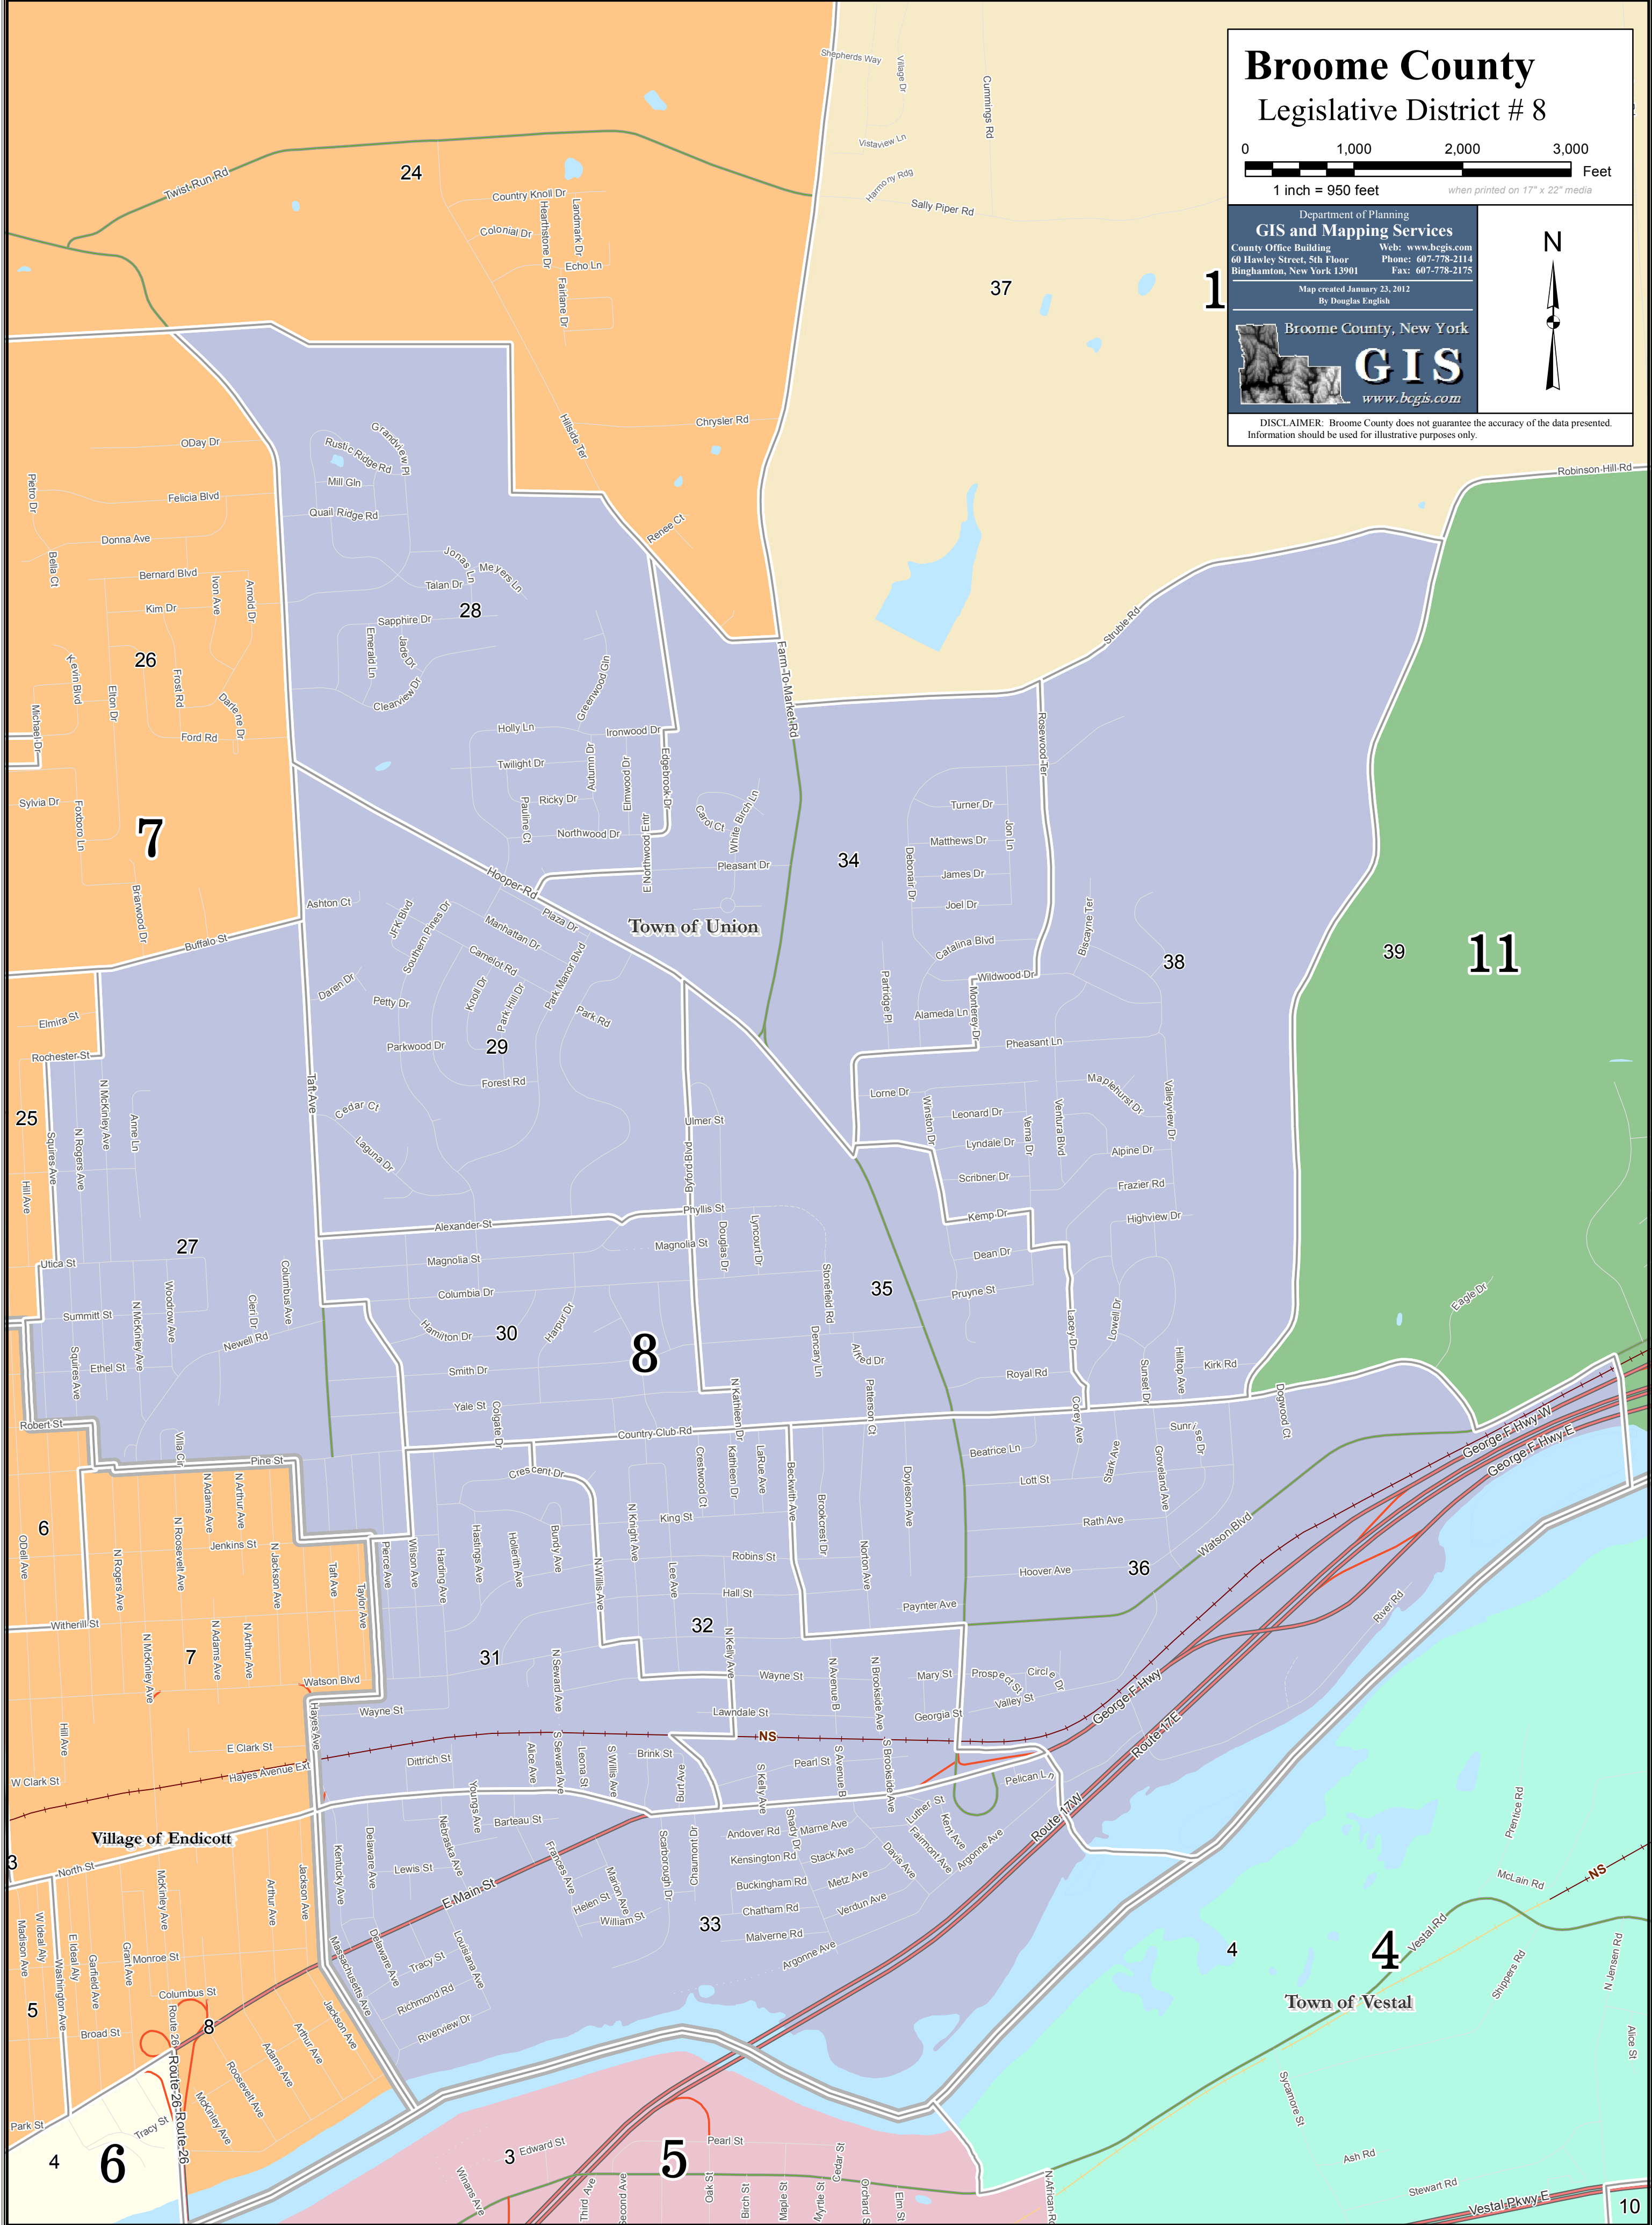 Broome County
Legislative District # 8
0 1,000 2,000 3,000
Feet
1 inch = 950 feet
when printed on 17" x 22" media
Department of Planning
GIS and Mapping Services
County Office Building Web: www.bcgis.com
60 Hawley Street, 5th Floor Phone: 607-778-2114
Binghamton, New York 13901 Fax: 607-778-2175
Map created January 23, 2012
By Douglas English
Broome County, New York
GIS
www.bcgis.com
N
DISCLAIMER: Broome County does not guarantee the accuracy of the data presented.
Information should be used for illustrative purposes only.
Shepherds Way
Village Dr
Cummings Rd
Vistaview Ln
Harmony Rdg
Sally Piper Rd
37
1
24
Twist Run Rd
Country Knoll Dr
Hearthstone Dr
Landmark Dr
Colonial Dr
Echo Ln
Fairlane Dr
Hillside Ter
Chrysler Rd
Renee Ct
Robinson Hill Rd
ODay Dr
Pietro Dr
Felicia Blvd
Donna Ave
Bella Ct
Bernard Blvd
Ivon Ave
Arnold Dr
Kim Dr
26
Kevin Blvd
Elton Dr
Frost Rd
Darlene Dr
Michael Dr
Ford Rd
Sylvia Dr
Foxboro Ln
7
Briarwood Dr
Buffalo St
Grandview Pl
Rustic Ridge Rd
Mill Gln
Quail Ridge Rd
Jonas Ln
Meyers Ln
Talan Dr
28
Sapphire Dr
Emerald Ln
Jade Dr
Clearview Dr
Greenwood Gln
Holly Ln
Ironwood Dr
Twilight Dr
Autumn Dr
Elmwood Dr
Edgebrook Dr
Ricky Dr
Pauline Ct
Northwood Dr
E Northwood Entr
Carol Ct
White Birch Ln
Pleasant Dr
Farm To Market Rd
Struble Rd
Rosewood Ter
Hooper Rd
Town of Union
34
Turner Dr
Matthews Dr
Jon Ln
Debonair Dr
James Dr
Joel Dr
Catalina Blvd
Biscayne Ter
Wildwood Dr
38
39
11
Partridge Pl
Alameda Ln
Monterey Dr
Pheasant Ln
Ashton Ct
JFK Blvd
Southern Pines Dr
Manhattan Dr
Plaza Dr
Camelot Rd
Park Manor Blvd
Daren Dr
Petty Dr
Knoll Dr
Park Hill Dr
Park Rd
Parkwood Dr
29
Forest Rd
Cedar Ct
Laguna Dr
Taft Ave
Elmira St
Rochester St
25
N McKinley Ave
Anne Ln
Squires Ave
N Rogers Ave
Hill Ave
27
Utica St
Summitt St
N McKinley Ave
Woodrow Ave
Cleri Dr
Columbus Ave
Newell Rd
Ethel St
Squires Ave
Robert St
Villa Cir
Pine St
Ulmer St
Byford Blvd
Phyllis St
Alexander St
Magnolia St
Magnolia St
Douglas Dr
Lyncourt Dr
Columbia Dr
Hamilton Dr
Harpur Dr
30
8
Stonefield Rd
Dencary Ln
Alfred Dr
35
Smith Dr
Yale St
Colgate Dr
N Kathleen Dr
Patterson Ct
Country Club Rd
Lorne Dr
Winston Dr
Leonard Dr
Verna Dr
Ventura Blvd
Maplehurst Dr
Valleyview Dr
Lyndale Dr
Alpine Dr
Scribner Dr
Frazier Rd
Kemp Dr
Highview Dr
Dean Dr
Pruyne St
Lacey Dr
Lowell Dr
Royal Rd
Sunset Dr
Hilltop Ave
Kirk Rd
Dogwood Ct
Eagle Dr
Corey Ave
Sunrise Dr
Beatrice Ln
Stark Ave
Groveland Ave
Lott St
Rath Ave
Hoover Ave
36
Watson Blvd
George F Hwy W
George F Hwy E
River Rd
Crescent Dr
Crestwood Ct
Kathleen Dr
LaRue Ave
Beckwith Ave
Brookcrest Dr
Doyleson Ave
N Knight Ave
King St
Robins St
Norton Ave
Lee Ave
Hall St
Paynter Ave
32
N Kelly Ave
Wayne St
N Avenue B
N Brookside Ave
Mary St
Prospect St
Circle Dr
Valley St
Georgia St
Lawndale St
NS
George F Hwy
Route 17E
Route 17W
6
ODell Ave
N Adams Ave
N Arthur Ave
N Roosevelt Ave
Jenkins St
N Rogers Ave
N Jackson Ave
Taft Ave
Taylor Ave
Pierce Ave
Wilson Ave
Harding Ave
Hastings Ave
Hollerith Ave
Bundy Ave
N Willis Ave
Witherill St
N Adams Ave
N Arthur Ave
N McKinley Ave
7
Watson Blvd
Wayne St
31
N Seward Ave
Hayes Ave
Hill Ave
E Clark St
W Clark St
Hayes Avenue Ext
Dittrich St
Alice Ave
S Seward Ave
Leona St
S Willis Ave
Brink St
Burt Ave
S Kelly Ave
Pearl St
S Avenue B
S Brookside Ave
Pelican Ln
Village of Endicott
3
North St
Youngs Ave
Barteau St
Nebraska Ave
Delaware Ave
Kentucky Ave
Lewis St
Frances Ave
Marion Ave
Helen St
William St
Scarborough Dr
Chaumont Dr
Andover Rd
Shady Dr
Marne Ave
Kensington Rd
Stack Ave
Buckingham Rd
Metz Ave
Chatham Rd
Verdun Ave
Malverne Rd
Argonne Ave
Luther St
Kent Ave
Fairmont Ave
Davis Ave
Argonne Ave
33
E Main St
Massachusetts Ave
Delaware Ave
Louisiana Ave
Tracy St
Richmond Rd
Riverview Dr
McKinley Ave
Arthur Ave
Jackson Ave
W Ideal Aly
Madison Ave
E Ideal Aly
Washington Ave
Garfield Ave
Grant Ave
Monroe St
Columbus St
5
8
Broad St
Route 26
Route 26
Route 26
Jackson Ave
Arthur Ave
Adams Ave
Roosevelt Ave
McKinley Ave
Tracy St
Park St
4
6
3
Edward St
5
Pearl St
Winans Ave
Third Ave
Second Ave
Oak St
Birch St
Maple St
Myrtle St
Cedar St
Orchard S
Elm St
N African Rd
4
4
Town of Vestal
Prentice Rd
McLain Rd
NS
Vestal Rd
Shippers Rd
N Jensen Rd
Alice St
Sycamore St
Ash Rd
Stewart Rd
Vestal Pkwy E
10